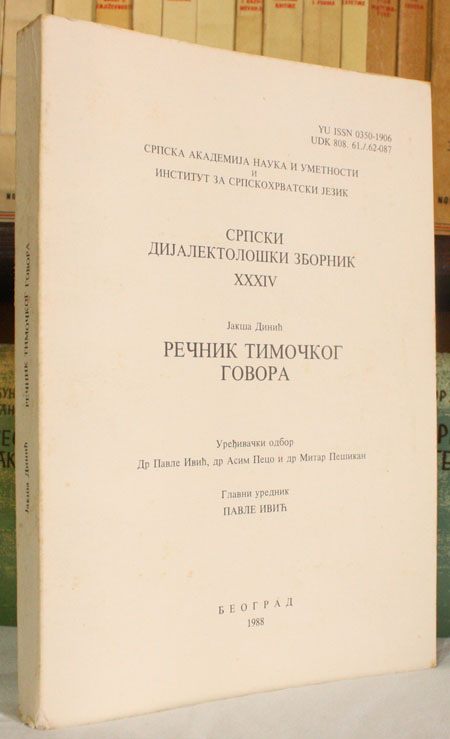 YU ISSN 0350-1906
UDK 808. 61./.62-087
СРПСКА АКАДЕМИЈА НАУКА И УМЕТНОСТИ
и
ИНСТИТУТ ЗА СРПСКОХРВАТСКИ ЈЕЗИК
СРПСКИ
ДИЈАЛЕКТОЛОШКИ ЗБОРНИК
XXXIV
Јакша Динић
РЕЧНИК ТИМОЧКОГ
ГОВОРА
Уређивачки одбор
Др Павле Ивић, др Асим Пецо и др Митар Пешикан
Главни уредник
ПАВЛЕ ИВИЋ
БЕОГРАД
1988
Јакша Динић РЕЧНИК ТИМОЧКОГ ГОВОРА